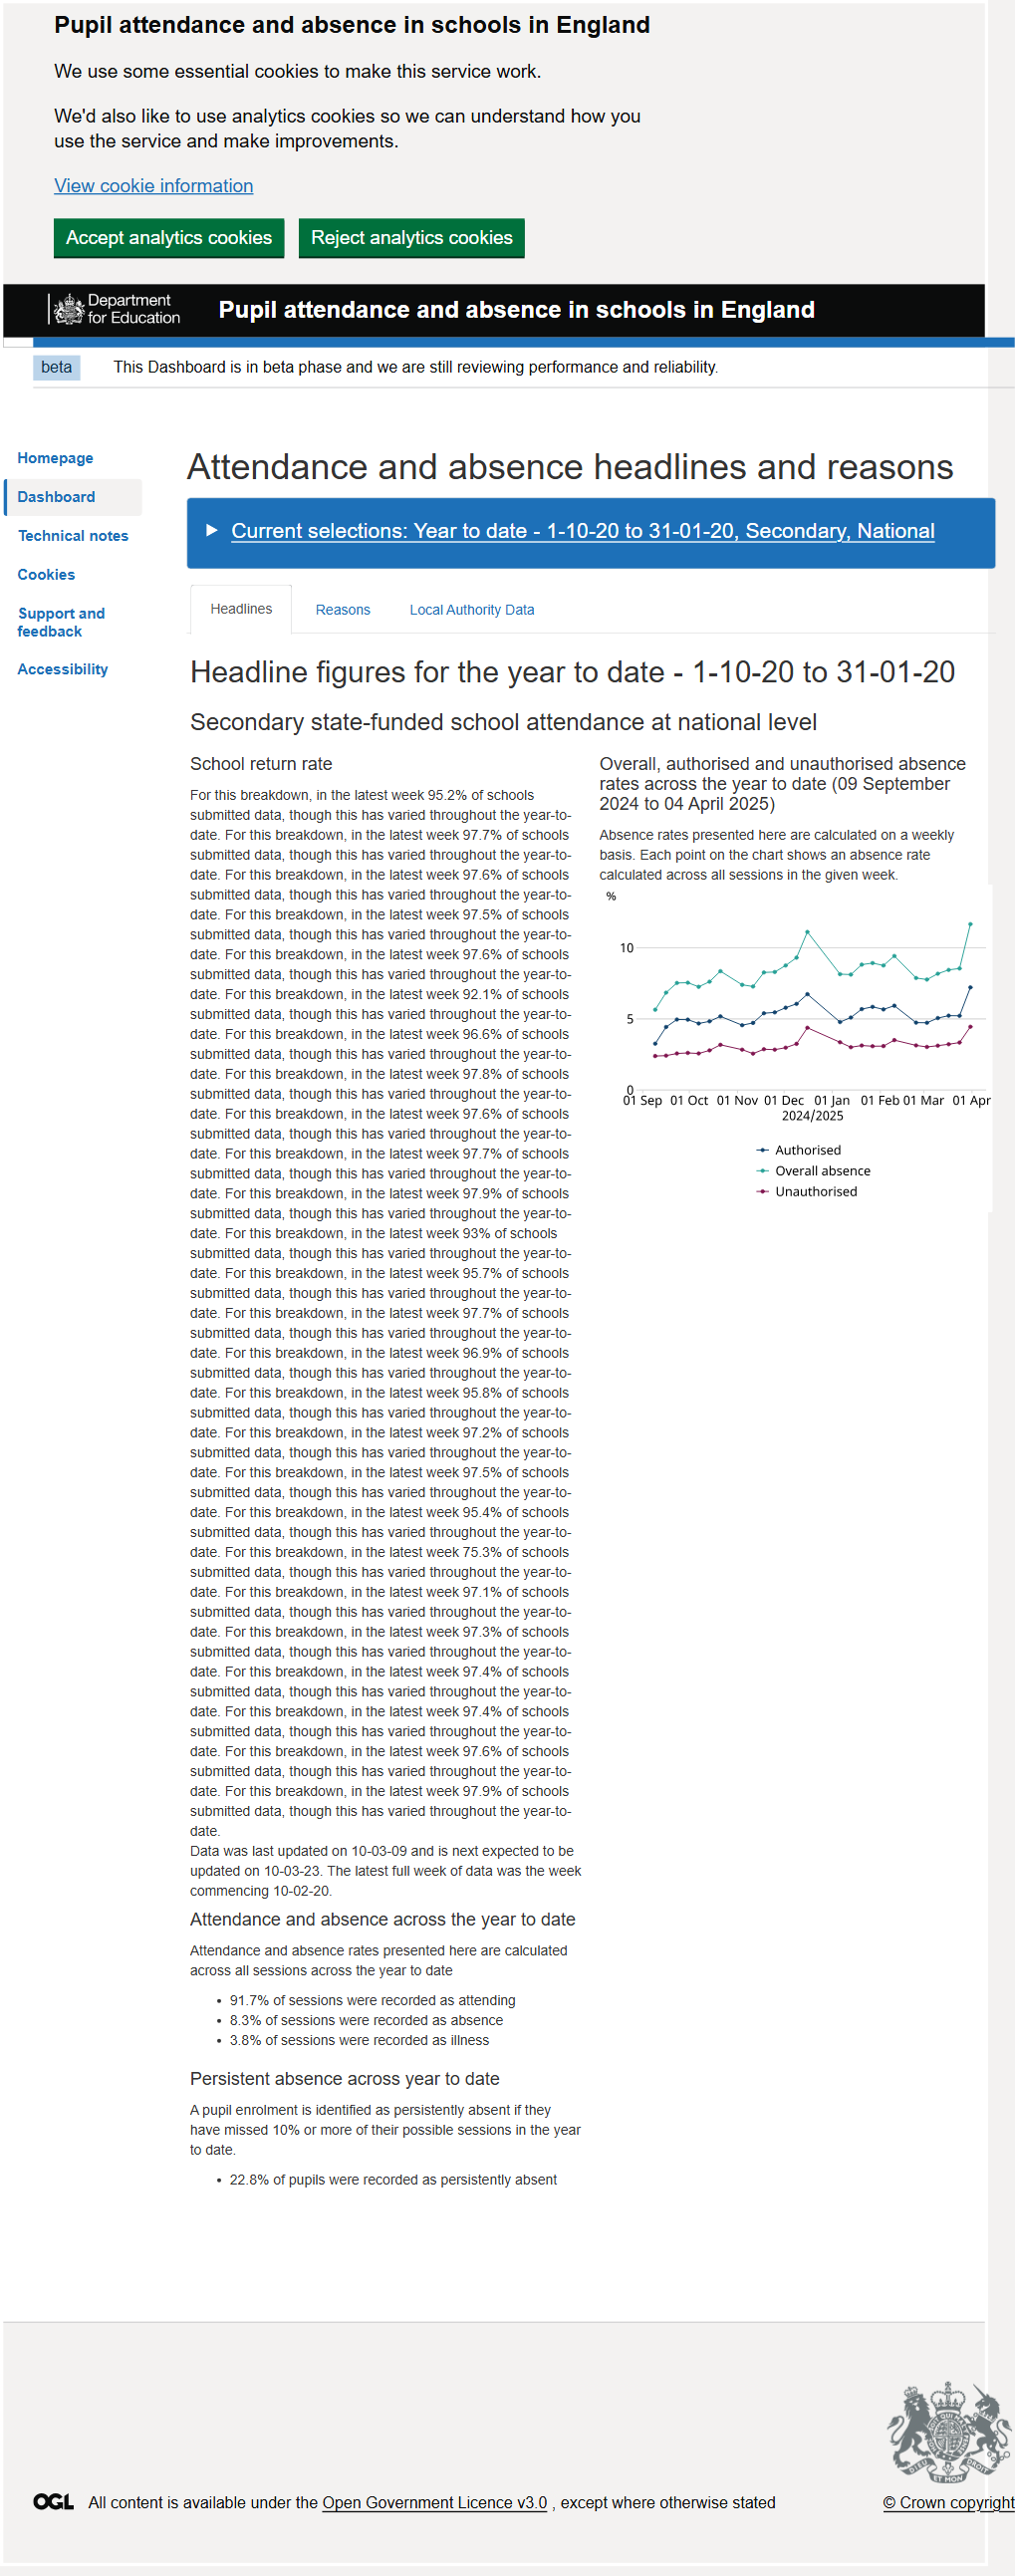 Pupil attendance and absence in schools in England
We use some essential cookies to make this service work.
We'd also like to use analytics cookies so we can understand how you
use the service and make improvements.
View cookie information
Accept analytics cookies
Reject analytics cookies
Department
for Education
Pupil attendance and absence in schools in England
beta
This Dashboard is in beta phase and we are still reviewing performance and reliability.
Homepage
Dashboard
Technical notes
Cookies
Support and
feedback
Accessibility
Attendance and absence headlines and reasons
Current selections: Year to date - 1-10-20 to 31-01-20, Secondary, National
Headlines
Reasons
Local Authority Data
Headline figures for the year to date - 1-10-20 to 31-01-20
Secondary state-funded school attendance at national level
School return rate
For this breakdown, in the latest week 95.2% of schools
submitted data, though this has varied throughout the year-to-
date. For this breakdown, in the latest week 97.7% of schools
submitted data, though this has varied throughout the year-to-
date. For this breakdown, in the latest week 97.6% of schools
submitted data, though this has varied throughout the year-to-
date. For this breakdown, in the latest week 97.5% of schools
submitted data, though this has varied throughout the year-to-
date. For this breakdown, in the latest week 97.6% of schools
submitted data, though this has varied throughout the year-to-
date. For this breakdown, in the latest week 92.1% of schools
submitted data, though this has varied throughout the year-to-
date. For this breakdown, in the latest week 96.6% of schools
submitted data, though this has varied throughout the year-to-
date. For this breakdown, in the latest week 97.8% of schools
submitted data, though this has varied throughout the year-to-
date. For this breakdown, in the latest week 97.6% of schools
submitted data, though this has varied throughout the year-to-
date. For this breakdown, in the latest week 97.7% of schools
submitted data, though this has varied throughout the year-to-
date. For this breakdown, in the latest week 97.9% of schools
submitted data, though this has varied throughout the year-to-
date. For this breakdown, in the latest week 93% of schools
submitted data, though this has varied throughout the year-to-
date. For this breakdown, in the latest week 95.7% of schools
submitted data, though this has varied throughout the year-to-
date. For this breakdown, in the latest week 97.7% of schools
submitted data, though this has varied throughout the year-to-
date. For this breakdown, in the latest week 96.9% of schools
submitted data, though this has varied throughout the year-to-
date. For this breakdown, in the latest week 95.8% of schools
submitted data, though this has varied throughout the year-to-
date. For this breakdown, in the latest week 97.2% of schools
submitted data, though this has varied throughout the year-to-
date. For this breakdown, in the latest week 97.5% of schools
submitted data, though this has varied throughout the year-to-
date. For this breakdown, in the latest week 95.4% of schools
submitted data, though this has varied throughout the year-to-
date. For this breakdown, in the latest week 75.3% of schools
submitted data, though this has varied throughout the year-to-
date. For this breakdown, in the latest week 97.1% of schools
submitted data, though this has varied throughout the year-to-
date. For this breakdown, in the latest week 97.3% of schools
submitted data, though this has varied throughout the year-to-
date. For this breakdown, in the latest week 97.4% of schools
submitted data, though this has varied throughout the year-to-
date. For this breakdown, in the latest week 97.4% of schools
submitted data, though this has varied throughout the year-to-
date. For this breakdown, in the latest week 97.6% of schools
submitted data, though this has varied throughout the year-to-
date. For this breakdown, in the latest week 97.9% of schools
submitted data, though this has varied throughout the year-to-
date.
Data was last updated on 10-03-09 and is next expected to be
updated on 10-03-23. The latest full week of data was the week
commencing 10-02-20.
Attendance and absence across the year to date
Attendance and absence rates presented here are calculated
across all sessions across the year to date
• 91.7% of sessions were recorded as attending
• 8.3% of sessions were recorded as absence
• 3.8% of sessions were recorded as illness
Persistent absence across year to date
A pupil enrolment is identified as persistently absent if they
have missed 10% or more of their possible sessions in the year
to date.
• 22.8% of pupils were recorded as persistently absent
Overall, authorised and unauthorised absence
rates across the year to date (09 September
2024 to 04 April 2025)
Absence rates presented here are calculated on a weekly
basis. Each point on the chart shows an absence rate
calculated across all sessions in the given week.
%
10
5
0
01 Sep 01 Oct 01 Nov 01 Dec 01 Jan 01 Feb 01 Mar 01 Apr
2024/2025
Authorised
Overall absence
Unauthorised
OGL All content is available under the Open Government Licence v3.0 , except where otherwise stated
© Crown copyright